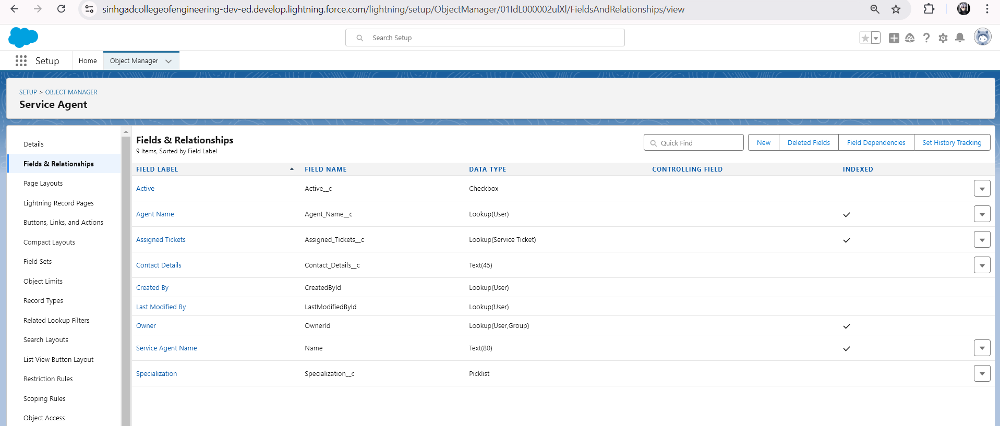 sinhgadcollegeofengineering-dev-ed.develop.lightning.force.com/lightning/setup/ObjectManager/01IdL000002ulXl/FieldsAndRelationships/view
Search Setup
Setup
Home
Object Manager
SETUP > OBJECT MANAGER
Service Agent
Details
Fields & Relationships
Page Layouts
Lightning Record Pages
Buttons, Links, and Actions
Compact Layouts
Field Sets
Object Limits
Record Types
Related Lookup Filters
Search Layouts
List View Button Layout
Restriction Rules
Scoping Rules
Object Access
Fields & Relationships
9 Items, Sorted by Field Label
Quick Find
New
Deleted Fields
Field Dependencies
Set History Tracking
FIELD LABEL FIELD NAME DATA TYPE CONTROLLING FIELD INDEXED
Active Active__c Checkbox
Agent Name Agent_Name__c Lookup(User)
Assigned Tickets Assigned_Tickets__c Lookup(Service Ticket)
Contact Details Contact_Details__c Text(45)
Created By CreatedById Lookup(User)
Last Modified By LastModifiedById Lookup(User)
Owner OwnerId Lookup(User,Group)
Service Agent Name Name Text(80)
Specialization Specialization__c Picklist